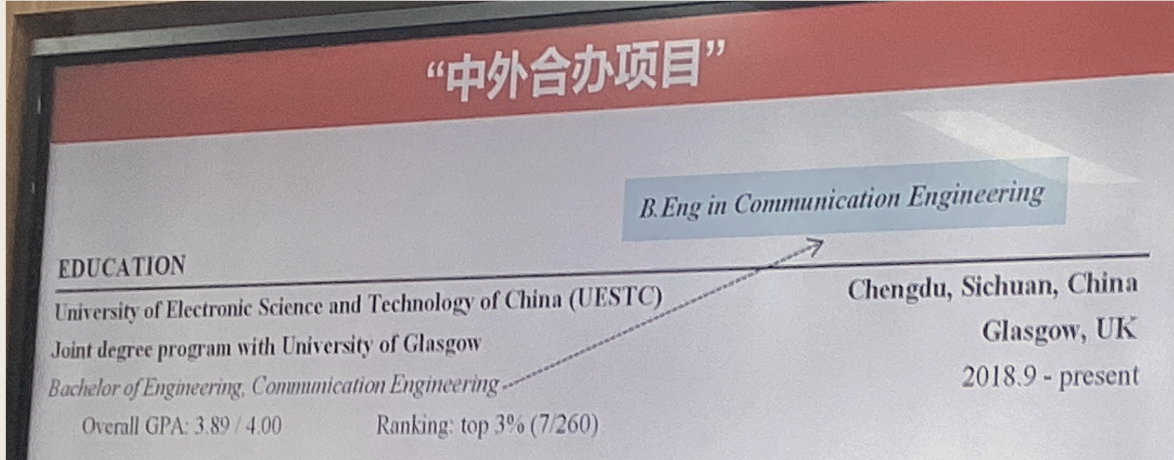 “中外合办项目”
B.Eng in Communication Engineering
EDUCATION
University of Electronic Science and Technology of China (UESTC) Chengdu, Sichuan, China
Joint degree program with University of Glasgow Glasgow, UK
Bachelor of Engineering, Communication Engineering 2018.9 - present
Overall GPA: 3.89 / 4.00 Ranking: top 3% (7/260)